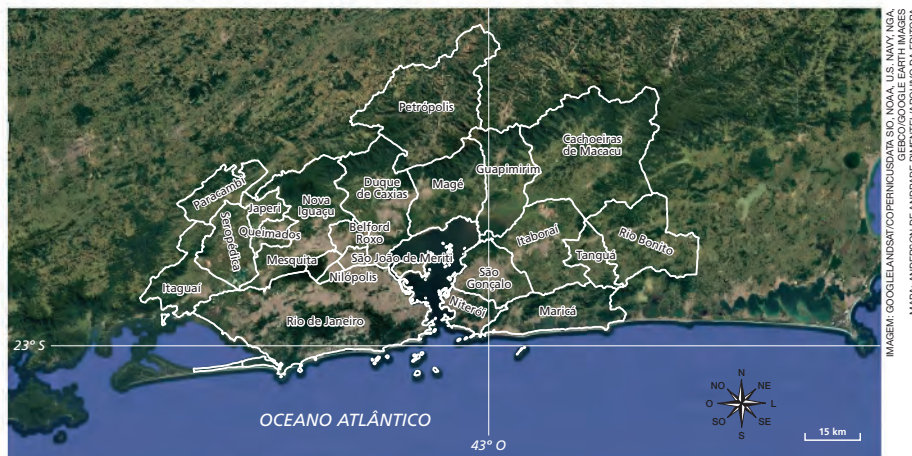 Petrópolis
Cachoeiras
de Macacu
Guapimirim
Magé
Duque
de Caxias
Nova
Iguaçu
Paracambi
Japeri
Seropédica
Queimados
Belford
Roxo
Mesquita
São João de Meriti
Nilópolis
Itaguaí
Rio de Janeiro
São
Gonçalo
Niterói
Itaboraí
Tanguá
Rio Bonito
Maricá
23° S
OCEANO ATLÂNTICO
43° O
N
NO
NE
O
L
SO
SE
S
15 km
IMAGEM: GOOGLELANDSAT/COPERNICUSDATA SIO, NOAA, U.S. NAVY, NGA,
GEBCO/GOOGLE EARTH IMAGES